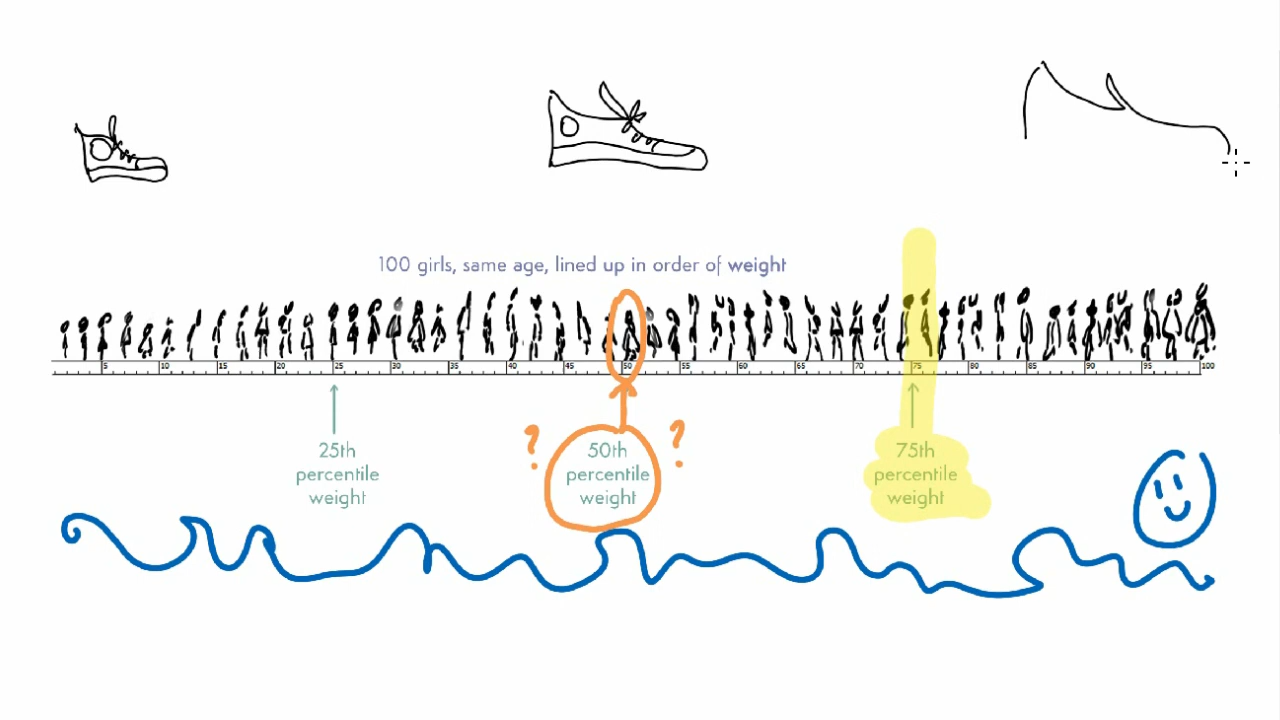 100 girls, same age, lined up in order of weight
5 10 15 20 25 30 35 40 45 50 55 60 65 70 75 80 85 90 95 100
? ?
25th 50th 75th
percentile percentile percentile
weight weight weight